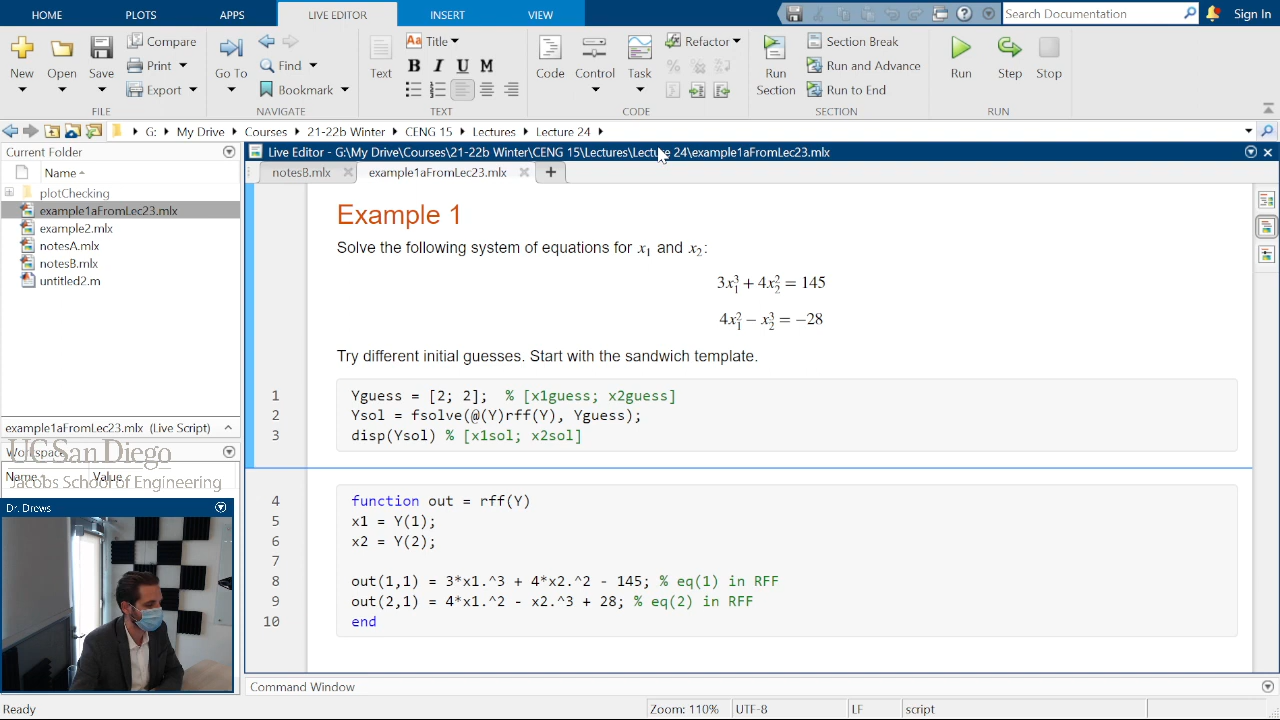 HOME PLOTS APPS LIVE EDITOR INSERT VIEW Search Documentation Sign In
New Open Save Compare Print Export FILE
Go To Find Bookmark NAVIGATE
Text Aa Title B I U M TEXT
Code Control Task Refactor CODE
Run Section Section Break Run and Advance Run to End SECTION
Run Step Stop RUN
G: My Drive Courses 21-22b Winter CENG 15 Lectures Lecture 24
Current Folder
Name
plotChecking
example1aFromLec23.mlx
example2.mlx
notesA.mlx
notesB.mlx
untitled2.m
example1aFromLec23.mlx (Live Script)
Workspace
UC San Diego
Name Value
Jacobs School of Engineering
Dr. Drews
Live Editor - G:\My Drive\Courses\21-22b Winter\CENG 15\Lectures\Lecture 24\example1aFromLec23.mlx
notesB.mlx example1aFromLec23.mlx +
Example 1
Solve the following system of equations for x₁ and x₂:
3x₁³ + 4x₂² = 145
4x₁² − x₂³ = −28
Try different initial guesses. Start with the sandwich template.
1 Yguess = [2; 2]; % [x1guess; x2guess]
2 Ysol = fsolve(@(Y)rff(Y), Yguess);
3 disp(Ysol) % [x1sol; x2sol]
4 function out = rff(Y)
5 x1 = Y(1);
6 x2 = Y(2);
7
8 out(1,1) = 3*x1.^3 + 4*x2.^2 - 145; % eq(1) in RFF
9 out(2,1) = 4*x1.^2 - x2.^3 + 28; % eq(2) in RFF
10 end
Command Window
Ready Zoom: 110% UTF-8 LF script